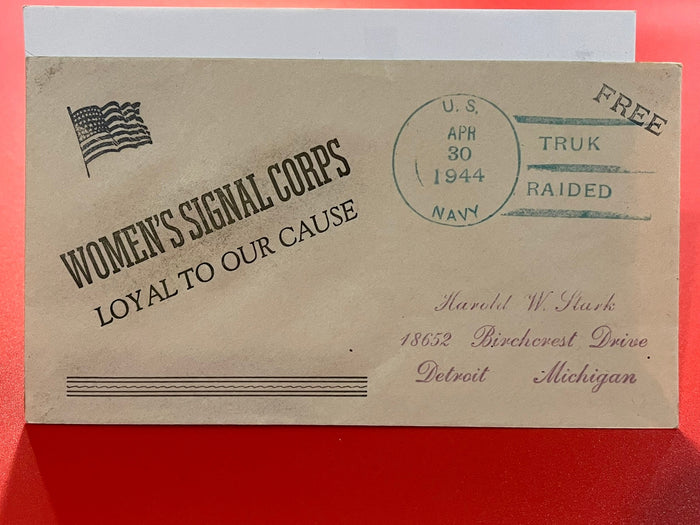 FREE
U. S.
APR
30
1944
NAVY
TRUK
RAIDED
WOMEN'S SIGNAL CORPS
LOYAL TO OUR CAUSE
Harold W. Stark
18652 Birchcrest Drive
Detroit Michigan